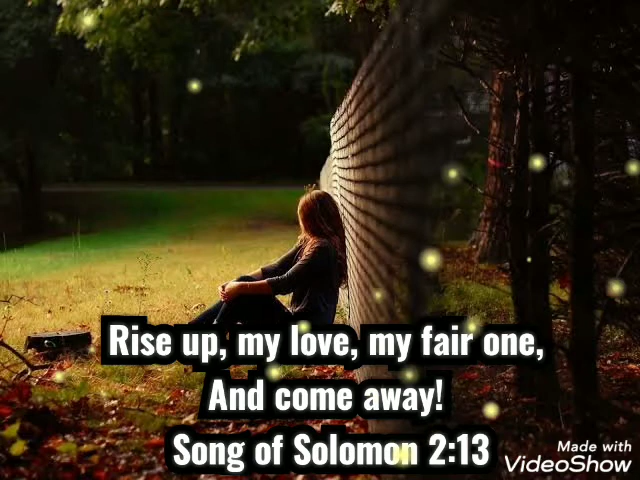 Rise up, my love, my fair one,
And come away!
Song of Solomon 2:13
Made with
VideoShow